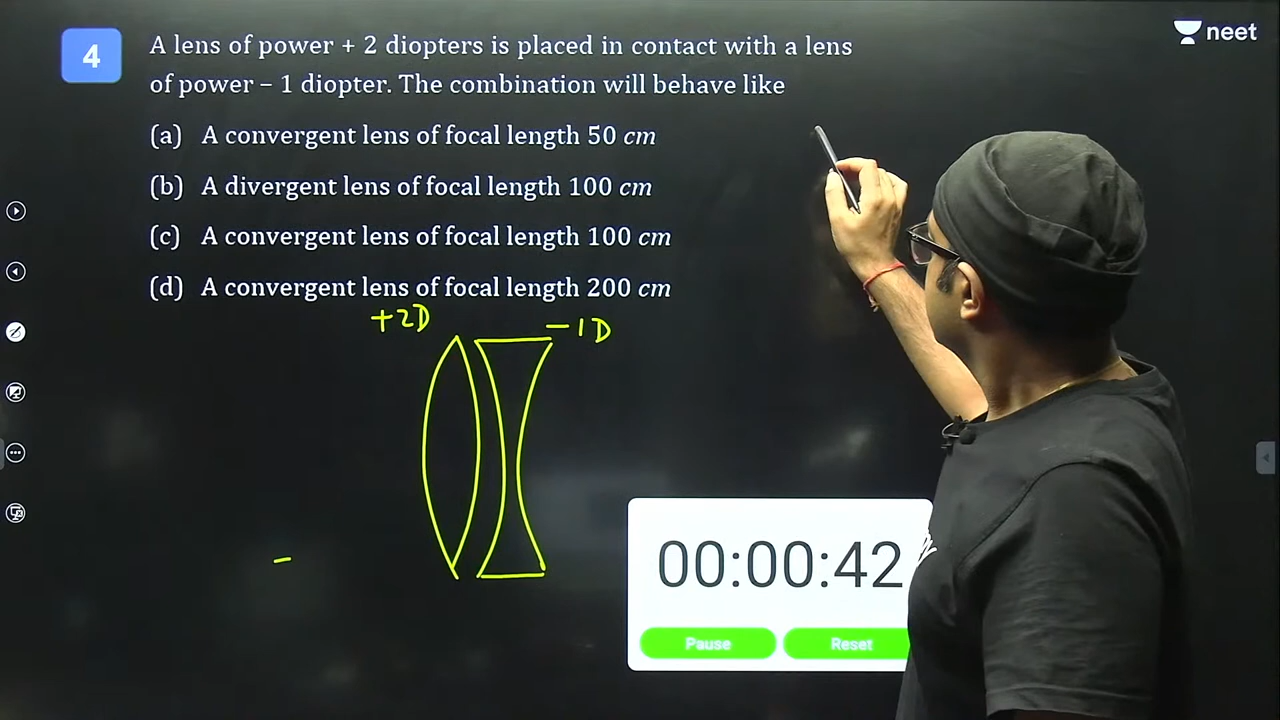 neet
4
A lens of power + 2 diopters is placed in contact with a lens
of power – 1 diopter. The combination will behave like
(a) A convergent lens of focal length 50 cm
(b) A divergent lens of focal length 100 cm
(c) A convergent lens of focal length 100 cm
(d) A convergent lens of focal length 200 cm
+2D
-1D
00:00:42
Pause
Reset